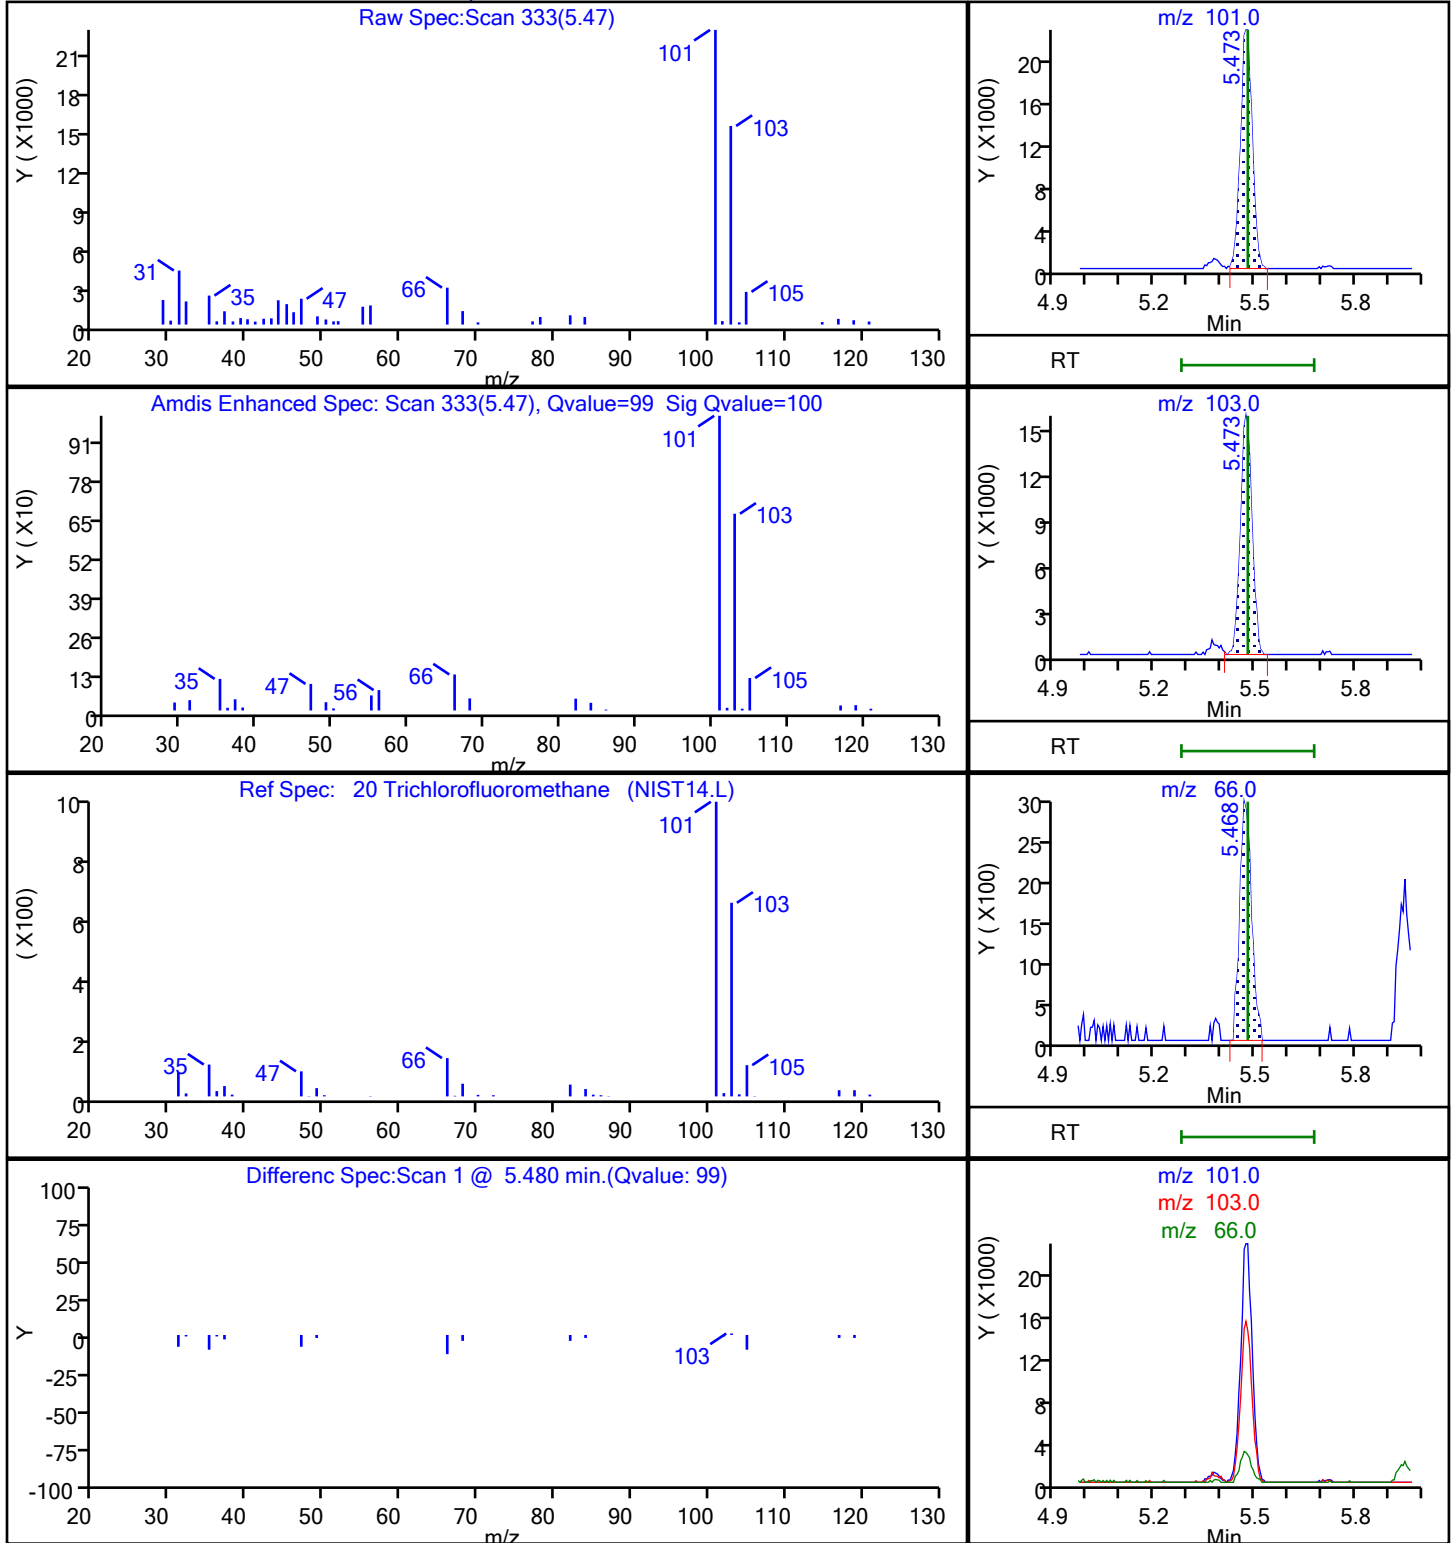 Raw Spec:Scan 333(5.47)
Y ( X1000)
21
18
15
12
9
6
3
0
101
103
31
35
47
66
105
20 30 40 50 60 70 80 90 100 110 120 130
m/z
m/z 101.0
Y ( X1000)
20
16
12
8
4
0
5.473
4.9 5.2 5.5 5.8
Min
RT
Amdis Enhanced Spec: Scan 333(5.47), Qvalue=99 Sig Qvalue=100
Y ( X10)
91
78
65
52
39
26
13
0
101
103
35
47
56
66
105
20 30 40 50 60 70 80 90 100 110 120 130
m/z
m/z 103.0
Y ( X1000)
15
12
9
6
3
0
5.473
4.9 5.2 5.5 5.8
Min
RT
Ref Spec: 20 Trichlorofluoromethane (NIST14.L)
( X100)
10
8
6
4
2
0
101
103
35
47
66
105
20 30 40 50 60 70 80 90 100 110 120 130
m/z 66.0
Y ( X100)
30
25
20
15
10
5
0
5.468
4.9 5.2 5.5 5.8
Min
RT
Differenc Spec:Scan 1 @ 5.480 min.(Qvalue: 99)
Y
100
75
50
25
0
-25
-50
-75
-100
103
20 30 40 50 60 70 80 90 100 110 120 130
m/z
m/z 101.0
m/z 103.0
m/z 66.0
Y ( X1000)
20
16
12
8
4
0
4.9 5.2 5.5 5.8
Min